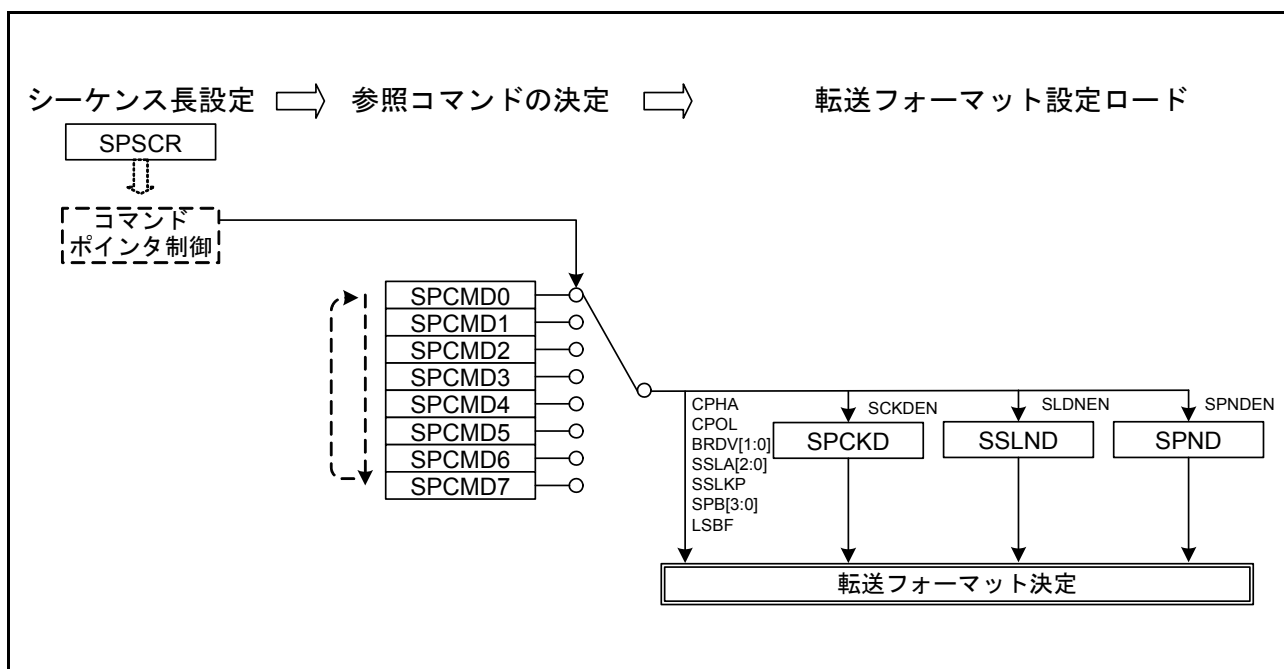 シーケンス長設定
参照コマンドの決定
転送フォーマット設定ロード
SPSCR
コマンド
ポインタ制御
SPCMD0
SPCMD1
SPCMD2
SPCMD3
SPCMD4
SPCMD5
SPCMD6
SPCMD7
CPHA
CPOL
BRDV[1:0]
SSLA[2:0]
SSLKP
SPB[3:0]
LSBF
SCKDEN
SPCKD
SLDNEN
SSLND
SPNDEN
SPND
転送フォーマット決定